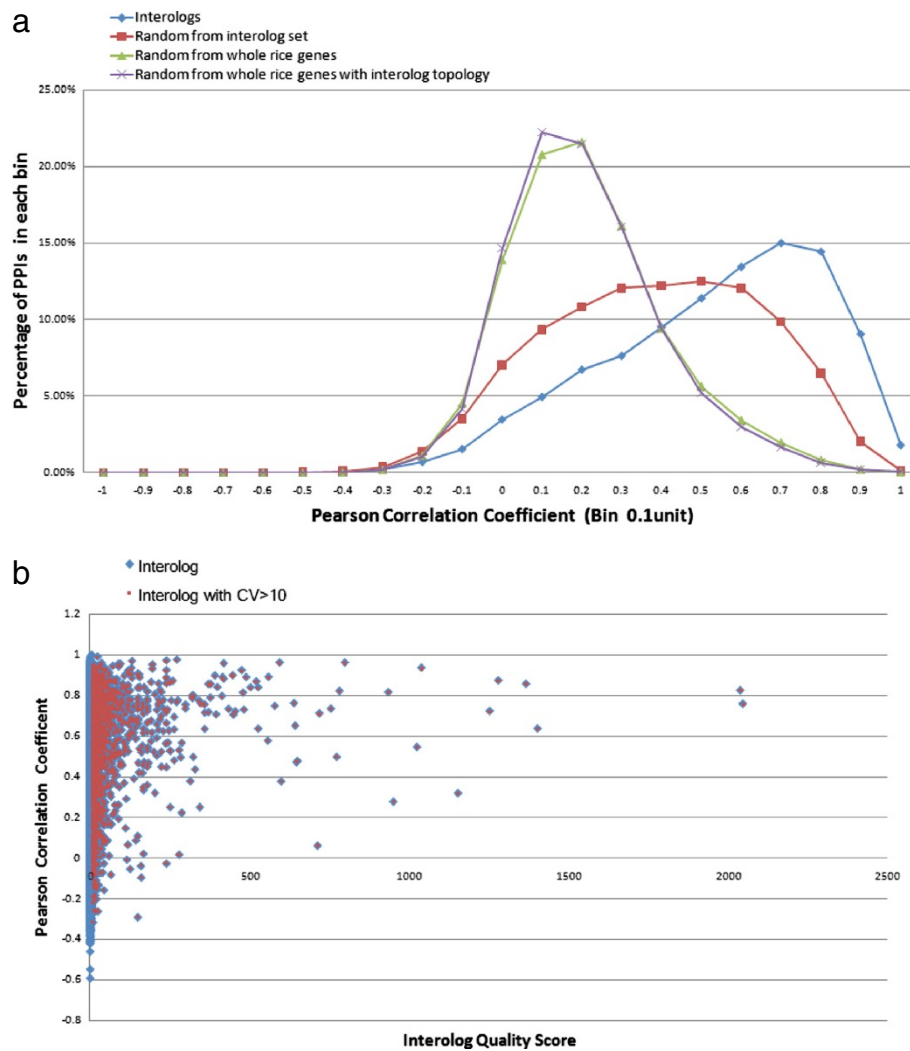 a
Interologs
Random from interolog set
Random from whole rice genes
Random from whole rice genes with interolog topology
25.00%
20.00%
15.00%
10.00%
5.00%
0.00%
Percentage of PPIs in each bin
-1 -0.9 -0.8 -0.7 -0.6 -0.5 -0.4 -0.3 -0.2 -0.1 0 0.1 0.2 0.3 0.4 0.5 0.6 0.7 0.8 0.9 1
Pearson Correlation Coefficient (Bin 0.1unit)
b
Interolog
Interolog with CV>10
1.2
1
0.8
0.6
0.4
0.2
0
-0.2
-0.4
-0.6
-0.8
Pearson Correlation Coefficient
0 500 1000 1500 2000 2500
Interolog Quality Score